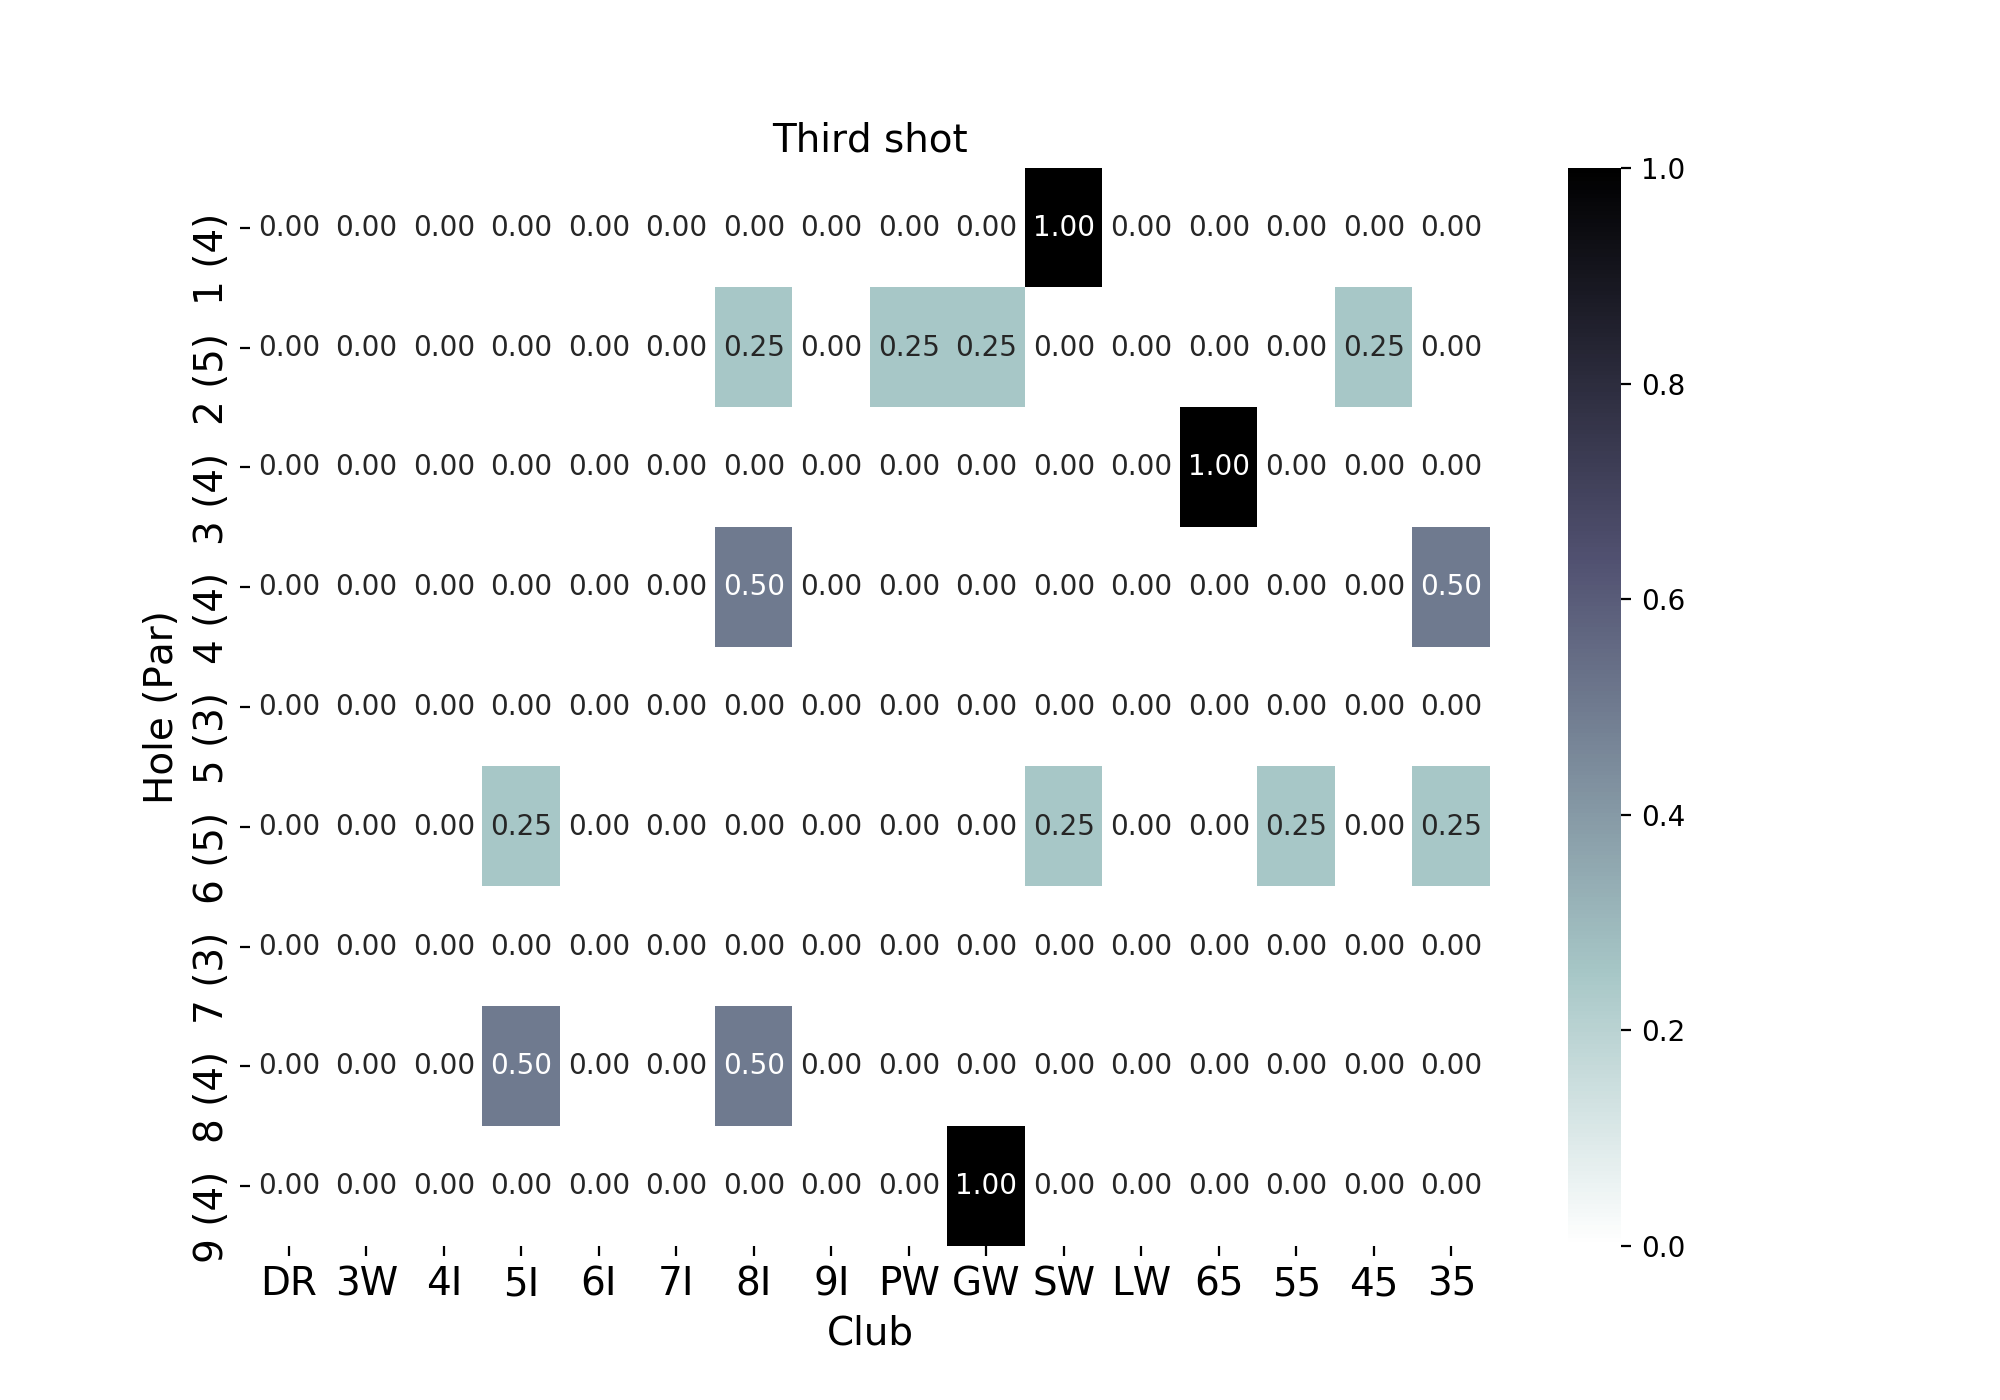 Third shot
Hole (Par)
1 (4) 0.00 0.00 0.00 0.00 0.00 0.00 0.00 0.00 0.00 0.00 1.00 0.00 0.00 0.00 0.00 0.00
2 (5) 0.00 0.00 0.00 0.00 0.00 0.00 0.25 0.00 0.25 0.25 0.00 0.00 0.00 0.00 0.25 0.00
3 (4) 0.00 0.00 0.00 0.00 0.00 0.00 0.00 0.00 0.00 0.00 0.00 0.00 1.00 0.00 0.00 0.00
4 (4) 0.00 0.00 0.00 0.00 0.00 0.00 0.50 0.00 0.00 0.00 0.00 0.00 0.00 0.00 0.00 0.50
5 (3) 0.00 0.00 0.00 0.00 0.00 0.00 0.00 0.00 0.00 0.00 0.00 0.00 0.00 0.00 0.00 0.00
6 (5) 0.00 0.00 0.00 0.25 0.00 0.00 0.00 0.00 0.00 0.00 0.25 0.00 0.00 0.25 0.00 0.25
7 (3) 0.00 0.00 0.00 0.00 0.00 0.00 0.00 0.00 0.00 0.00 0.00 0.00 0.00 0.00 0.00 0.00
8 (4) 0.00 0.00 0.00 0.50 0.00 0.00 0.50 0.00 0.00 0.00 0.00 0.00 0.00 0.00 0.00 0.00
9 (4) 0.00 0.00 0.00 0.00 0.00 0.00 0.00 0.00 0.00 1.00 0.00 0.00 0.00 0.00 0.00 0.00
DR 3W 4I 5I 6I 7I 8I 9I PW GW SW LW 65 55 45 35
Club
1.0
0.8
0.6
0.4
0.2
0.0